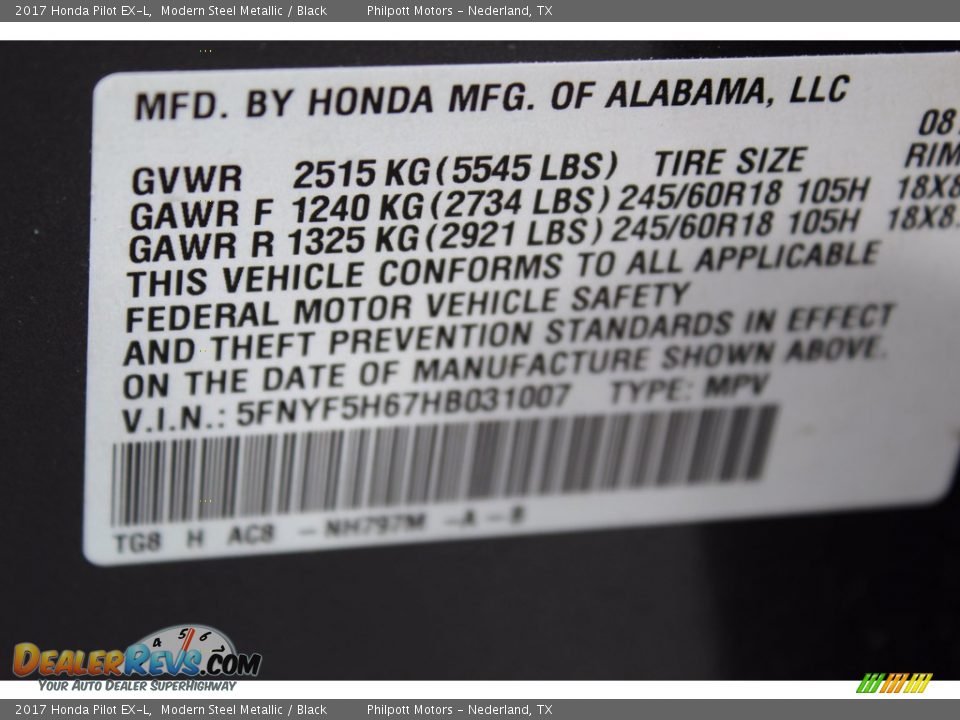 2017 Honda Pilot EX-L, Modern Steel Metallic / Black Philpott Motors - Nederland, TX
MFD. BY HONDA MFG. OF ALABAMA, LLC
GVWR 2515 KG (5545 LBS) TIRE SIZE RIM
GAWR F 1240 KG (2734 LBS) 245/60R18 105H 18X8
GAWR R 1325 KG (2921 LBS) 245/60R18 105H 18X8.
THIS VEHICLE CONFORMS TO ALL APPLICABLE
FEDERAL MOTOR VEHICLE SAFETY
AND THEFT PREVENTION STANDARDS IN EFFECT
ON THE DATE OF MANUFACTURE SHOWN ABOVE.
V.I.N.: 5FNYF5H67HB031007 TYPE: MPV
TG8 H AC8 - NH797M - A - B
4 5 6
DEALERREVS.COM
YOUR AUTO DEALER SUPERHIGHWAY
2017 Honda Pilot EX-L, Modern Steel Metallic / Black Philpott Motors - Nederland, TX